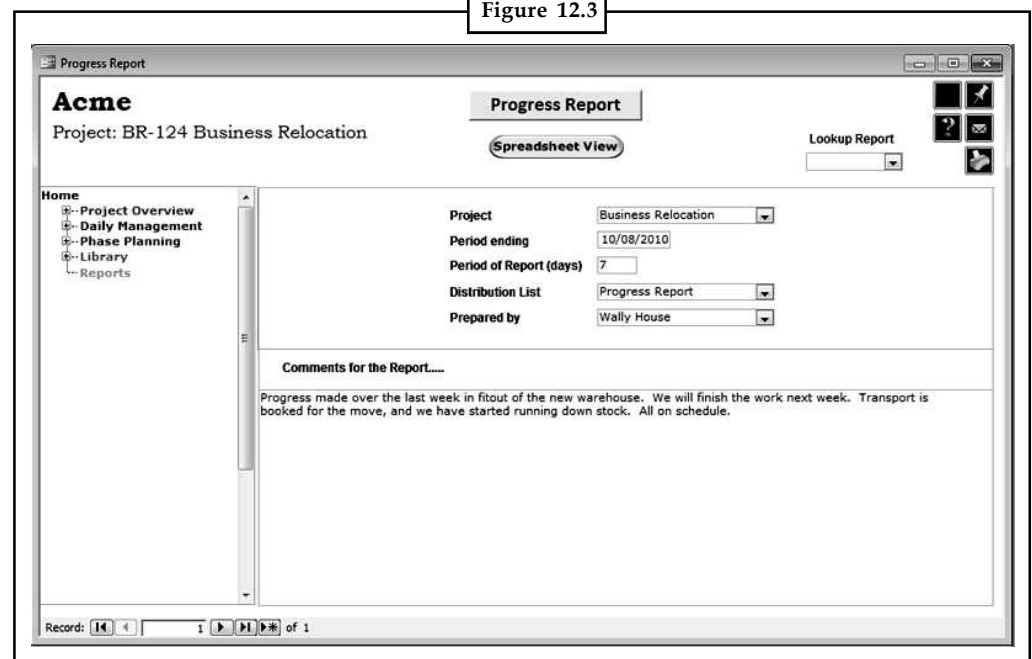 Figure 12.3
Progress Report
Acme
Project: BR-124 Business Relocation
Progress Report
Spreadsheet View
Lookup Report
?
Home
Project Overview
Daily Management
Phase Planning
Library
Reports
Project Business Relocation
Period ending 10/08/2010
Period of Report (days) 7
Distribution List Progress Report
Prepared by Wally House
Comments for the Report.....
Progress made over the last week in fitout of the new warehouse. We will finish the work next week. Transport is
booked for the move, and we have started running down stock. All on schedule.
Record: 1 of 1